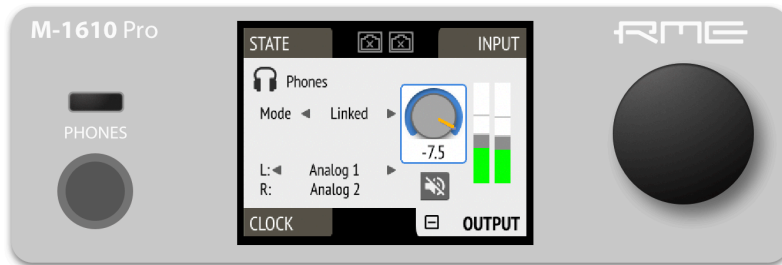 M-1610 Pro
PHONES
STATE
INPUT
Phones
Mode Linked
-7.5
L: Analog 1
R: Analog 2
CLOCK
OUTPUT
RME